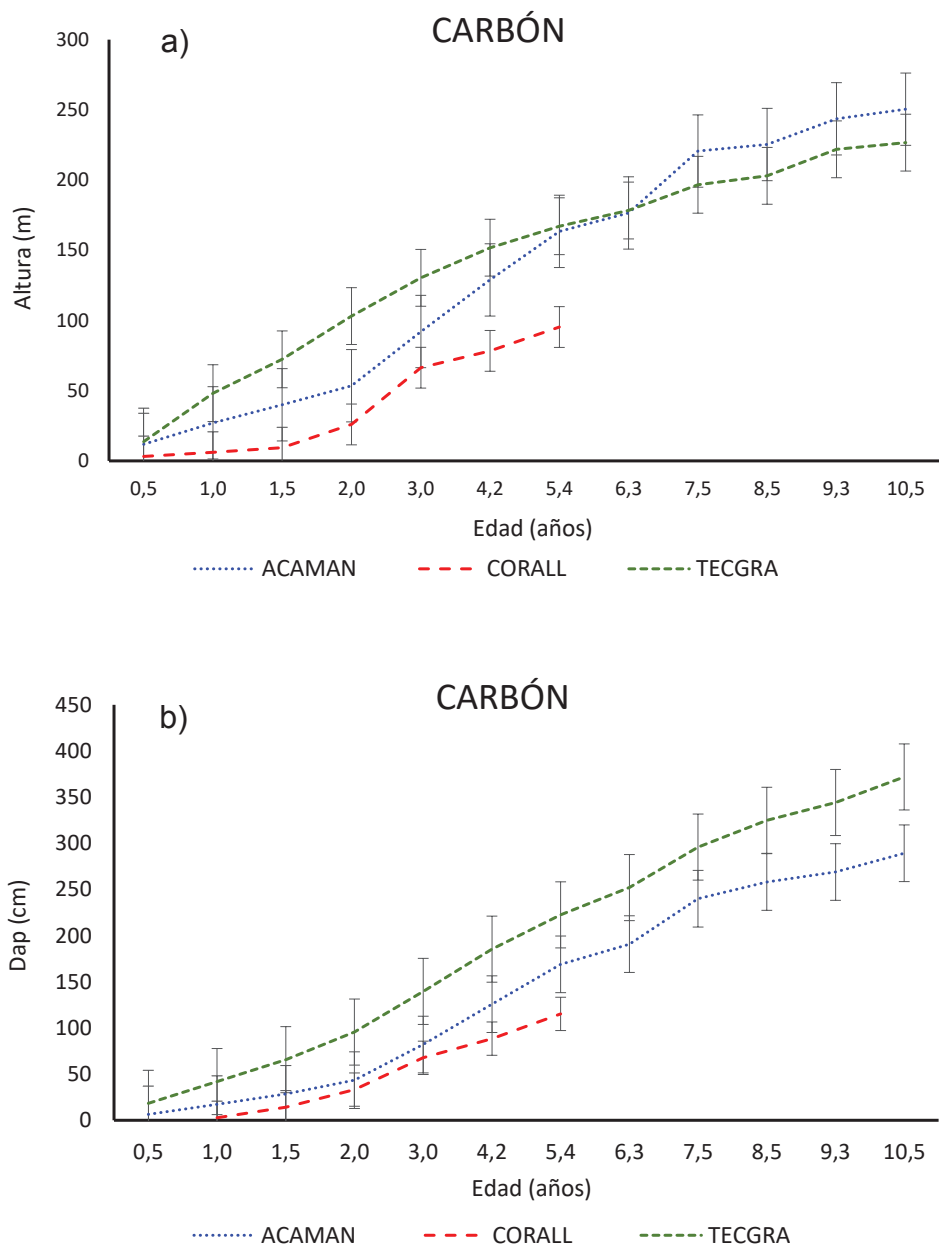 CARBÓN
a)
300
250
200
150
100
50
0
Altura (m)
0,5 1,0 1,5 2,0 3,0 4,2 5,4 6,3 7,5 8,5 9,3 10,5
Edad (años)
ACAMAN CORALL TECGRA
CARBÓN
b)
450
400
350
300
250
200
150
100
50
0
Dap (cm)
0,5 1,0 1,5 2,0 3,0 4,2 5,4 6,3 7,5 8,5 9,3 10,5
Edad (años)
ACAMAN CORALL TECGRA